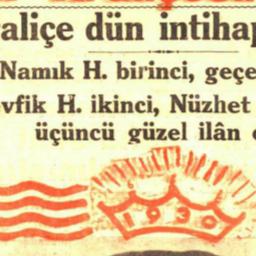 aliçe dün intihap
Namık H. birinci, geçe
vfik H. ikinci, Nüzhet
üçüncü güzel ilân
1930